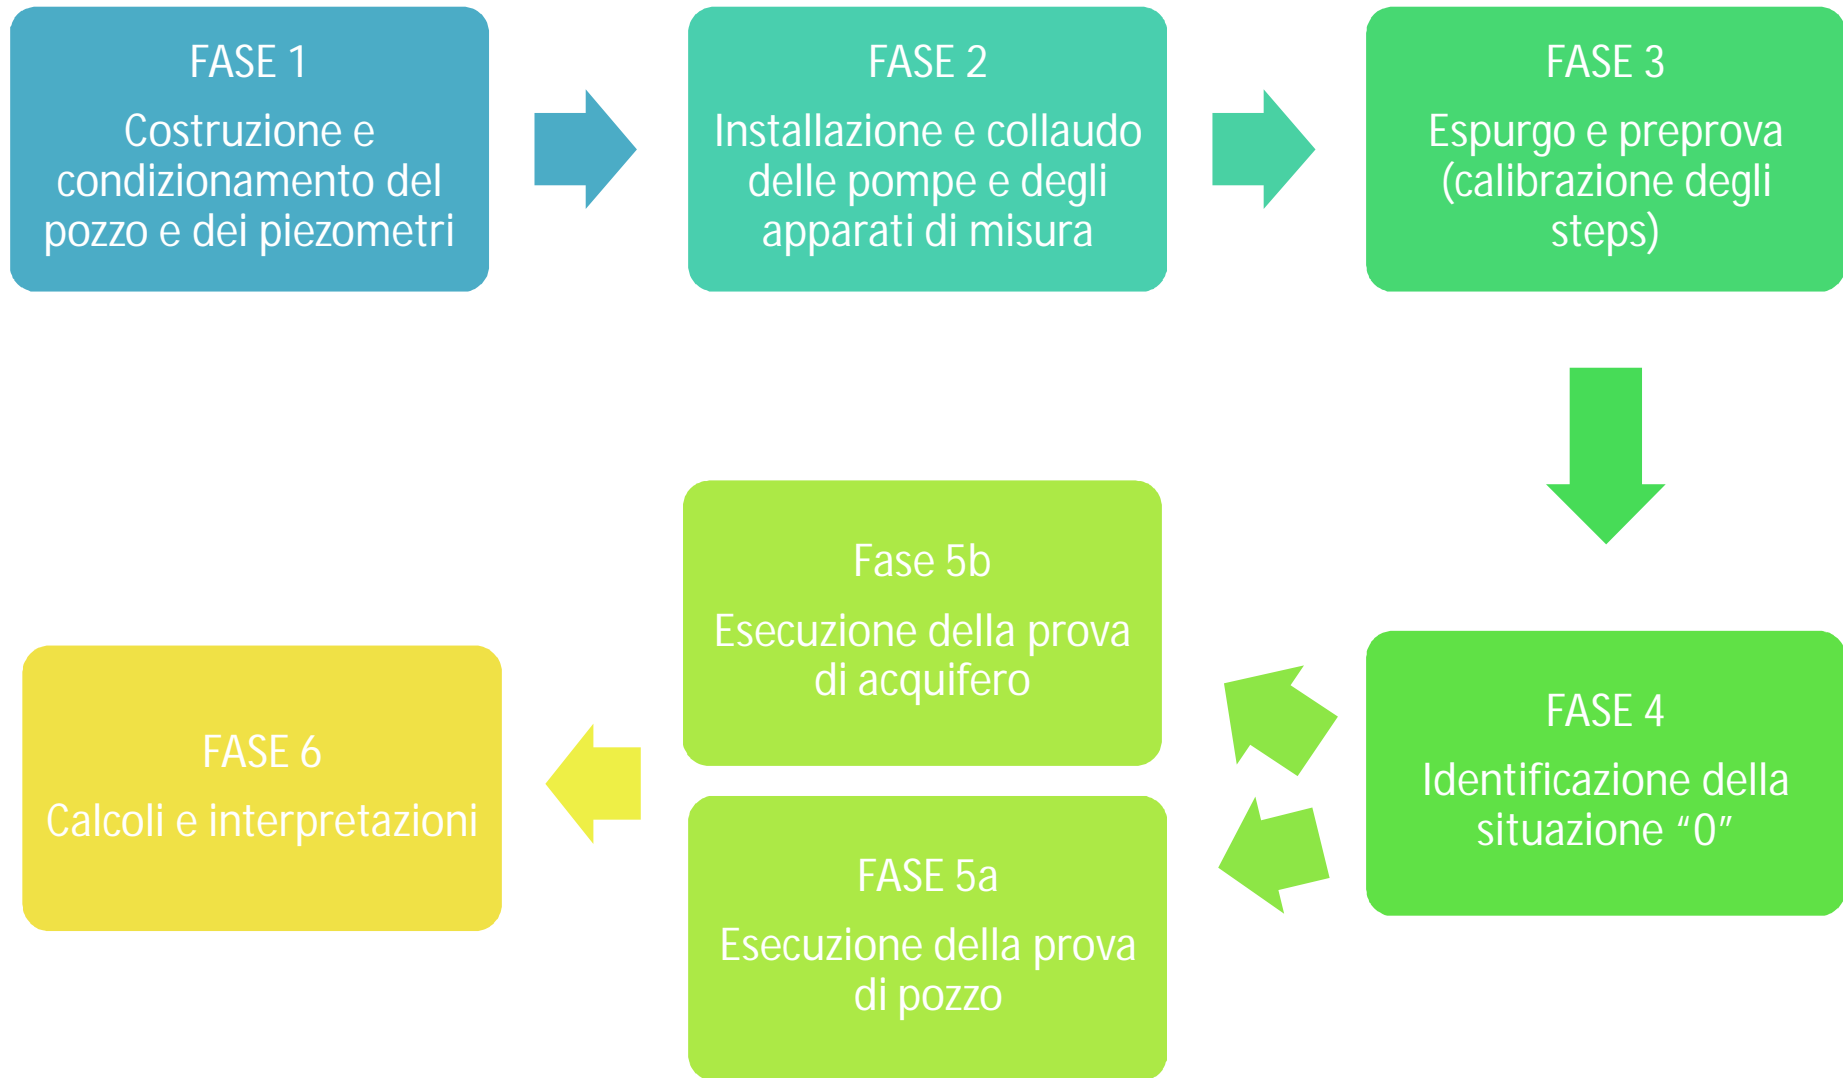 FASE 1
Costruzione e
condizionamento del
pozzo e dei piezometri
FASE 2
Installazione e collaudo
delle pompe e degli
apparati di misura
FASE 3
Espurgo e preprova
(calibrazione degli
steps)
FASE 4
Identificazione della
situazione “0”
Fase 5b
Esecuzione della prova
di acquifero
FASE 5a
Esecuzione della prova
di pozzo
FASE 6
Calcoli e interpretazioni